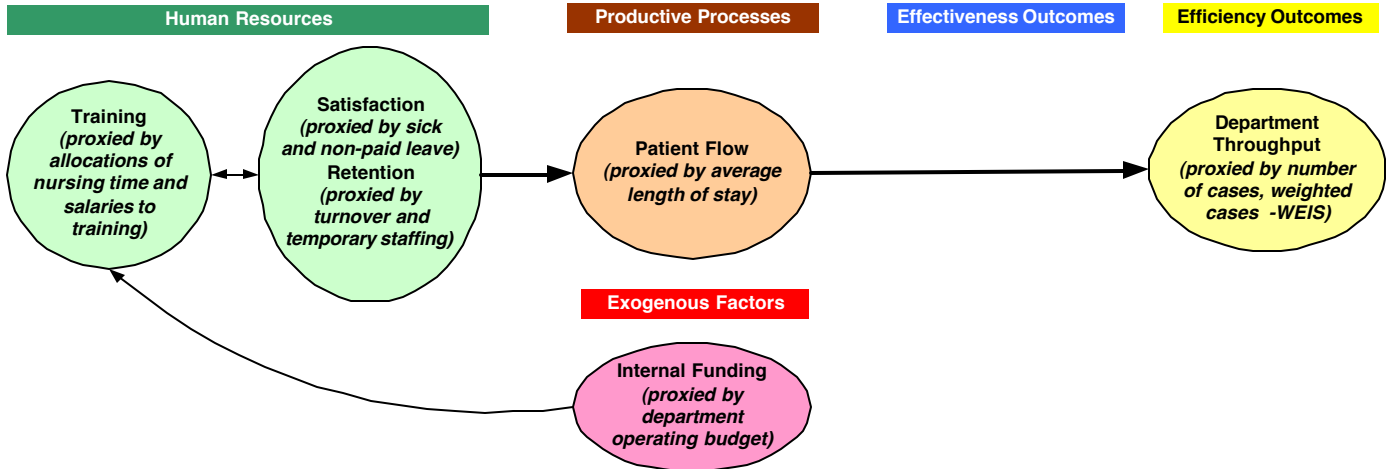 Human Resources
Productive Processes
Effectiveness Outcomes
Efficiency Outcomes
Training
(proxied by
allocations of
nursing time and
salaries to
training)
Satisfaction
(proxied by sick
and non-paid leave)
Retention
(proxied by
turnover and
temporary staffing)
Patient Flow
(proxied by average
length of stay)
Department
Throughput
(proxied by number
of cases, weighted
cases -WEIS)
Exogenous Factors
Internal Funding
(proxied by
department
operating budget)